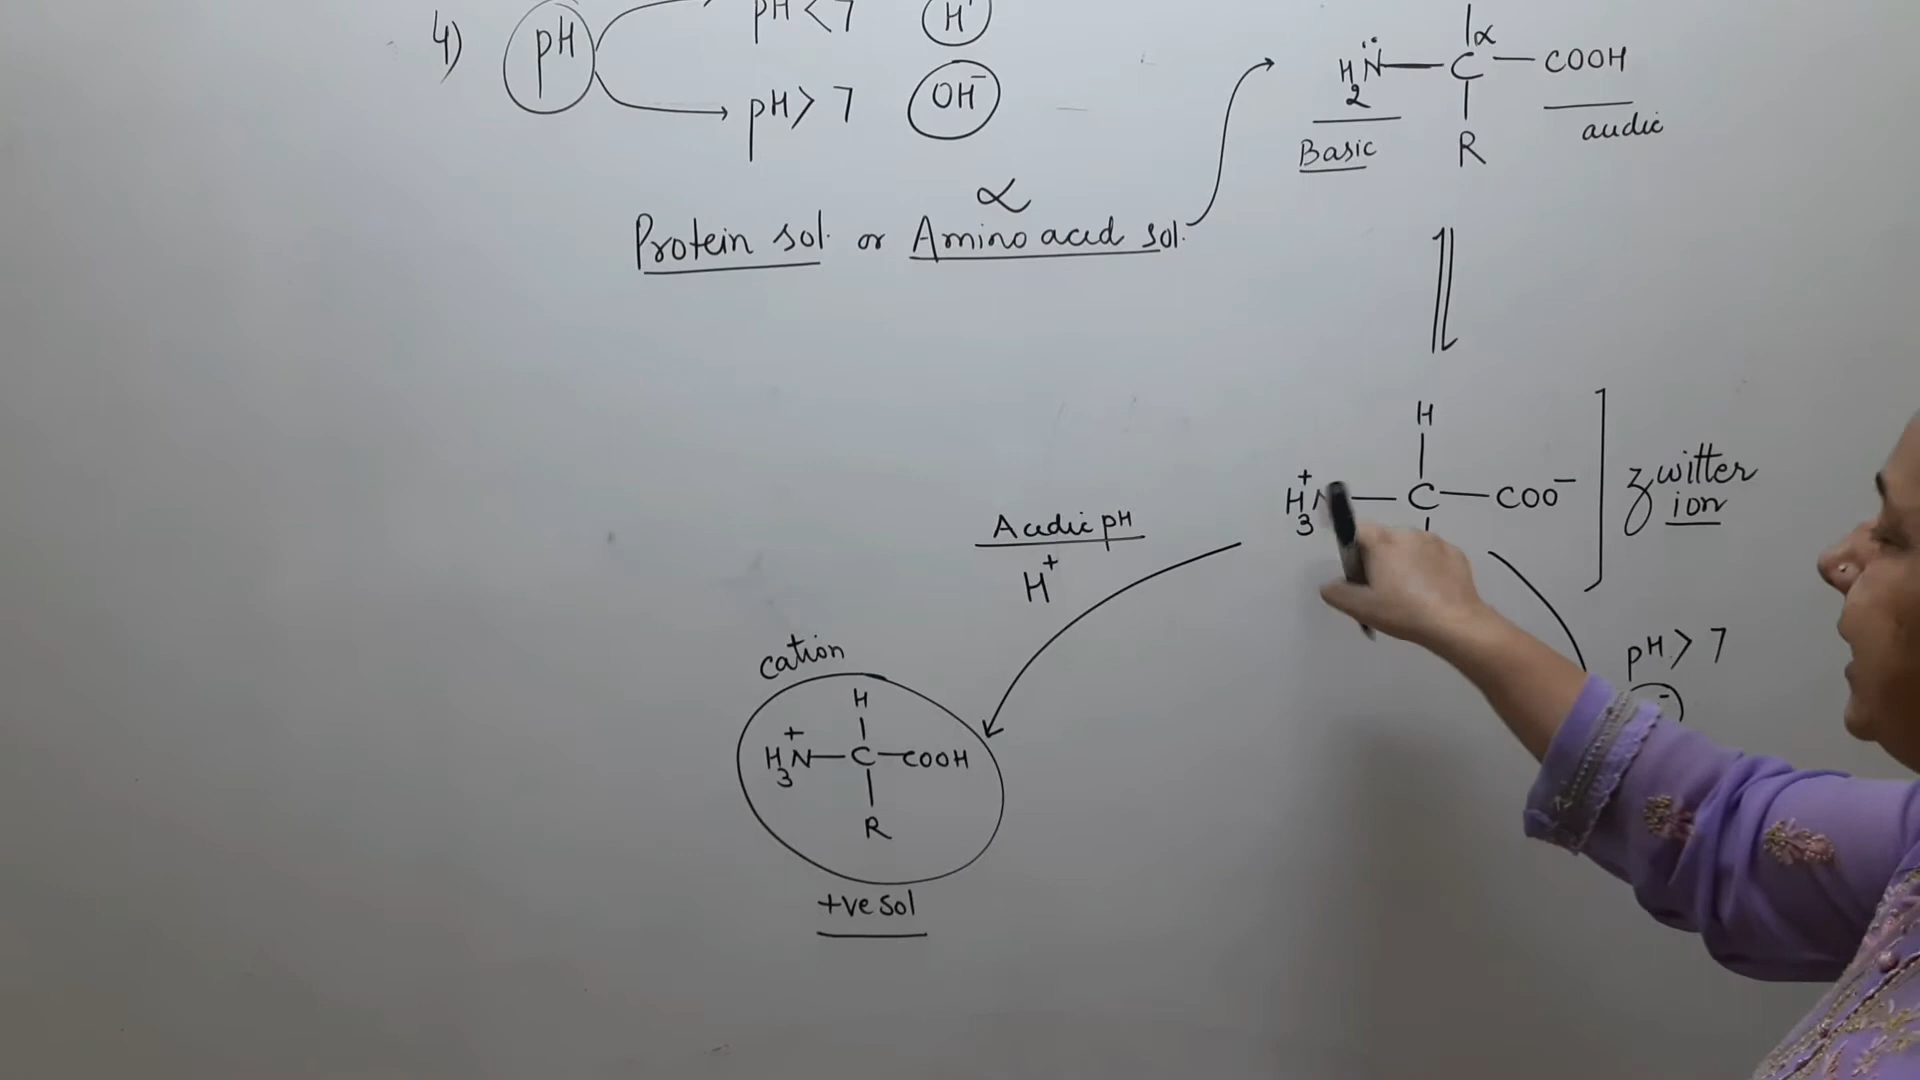 4) pH
pH < 7 H⁺
pH > 7 OH⁻
α
Protein sol. or Amino acid sol.
α
H₂N̈ — C — COOH
Basic
R
acidic
⇌
H
H₃N⁺ — C — COO⁻
zwitter
ion
Acidic pH
H⁺
pH > 7
cation
H
H₃N⁺ — C — COOH
R
+ve sol